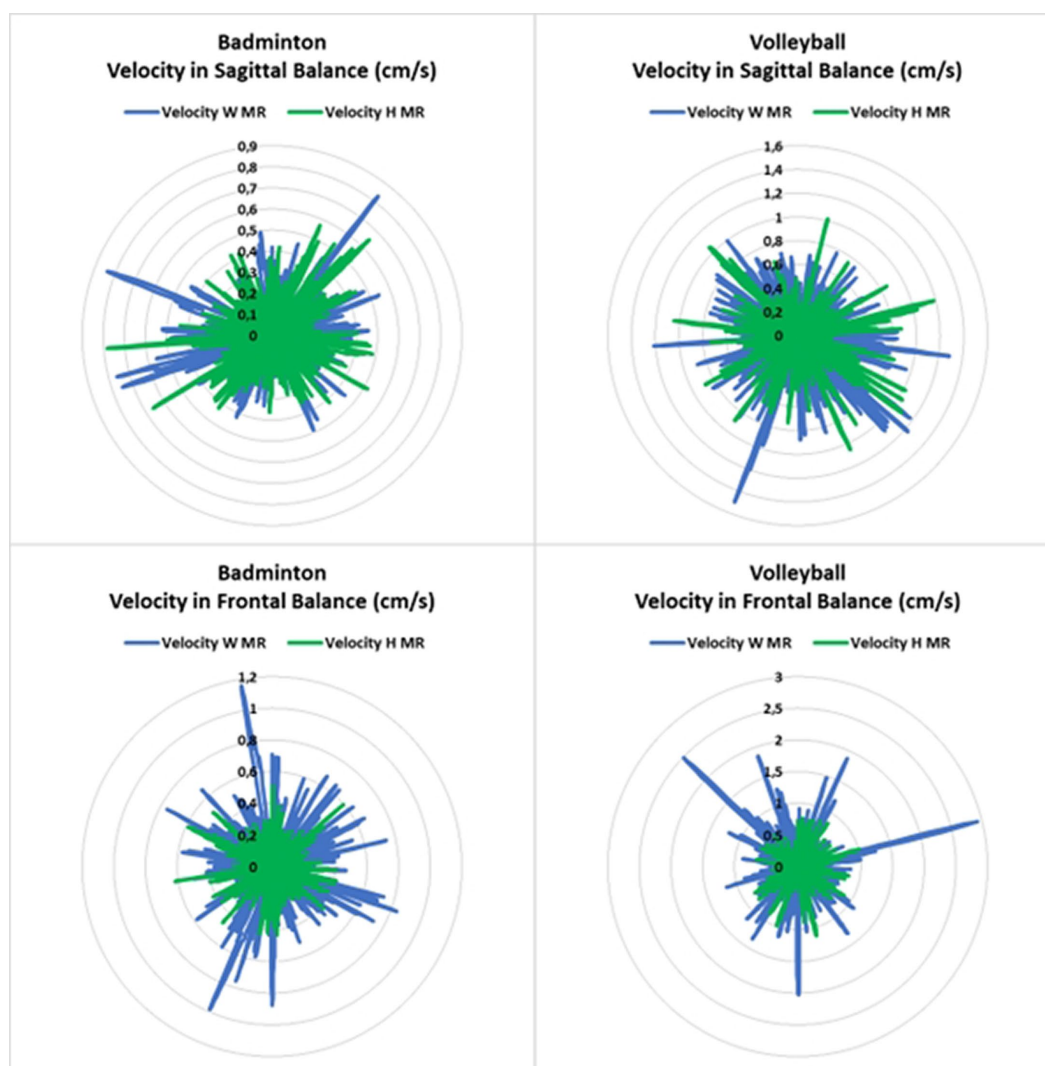 Badminton
Velocity in Sagittal Balance (cm/s)
Velocity W MR Velocity H MR
0,9
0,8
0,7
0,6
0,5
0,4
0,3
0,2
0,1
0
Volleyball
Velocity in Sagittal Balance (cm/s)
Velocity W MR Velocity H MR
1,6
1,4
1,2
1
0,8
0,6
0,4
0,2
0
Badminton
Velocity in Frontal Balance (cm/s)
Velocity W MR Velocity H MR
1,2
1
0,8
0,6
0,4
0,2
0
Volleyball
Velocity in Frontal Balance (cm/s)
Velocity W MR Velocity H MR
3
2,5
2
1,5
1
0,5
0